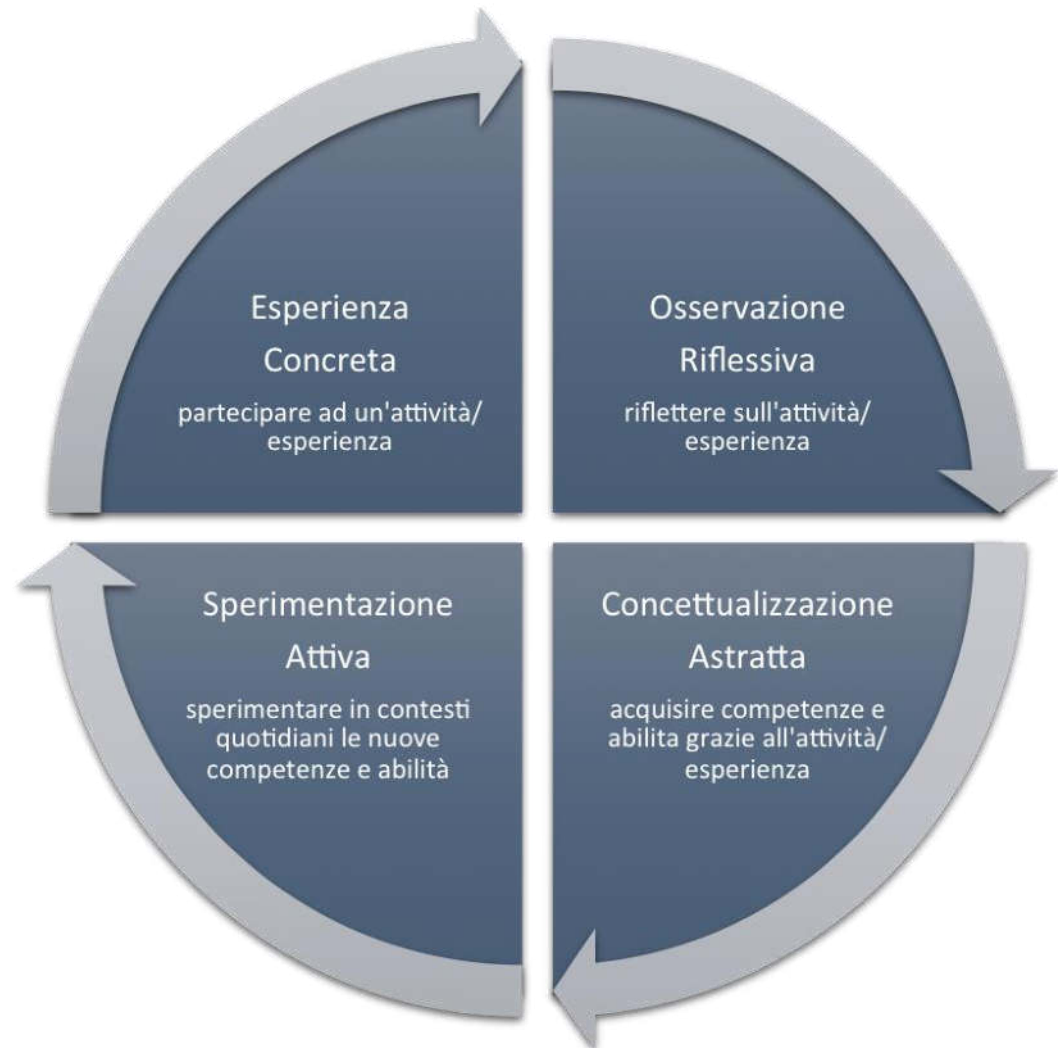 Esperienza
Concreta
partecipare ad un'attività/
esperienza
Osservazione
Riflessiva
riflettere sull'attività/
esperienza
Sperimentazione
Attiva
sperimentare in contesti
quotidiani le nuove
competenze e abilità
Concettualizzazione
Astratta
acquisire competenze e
abilita grazie all'attività/
esperienza